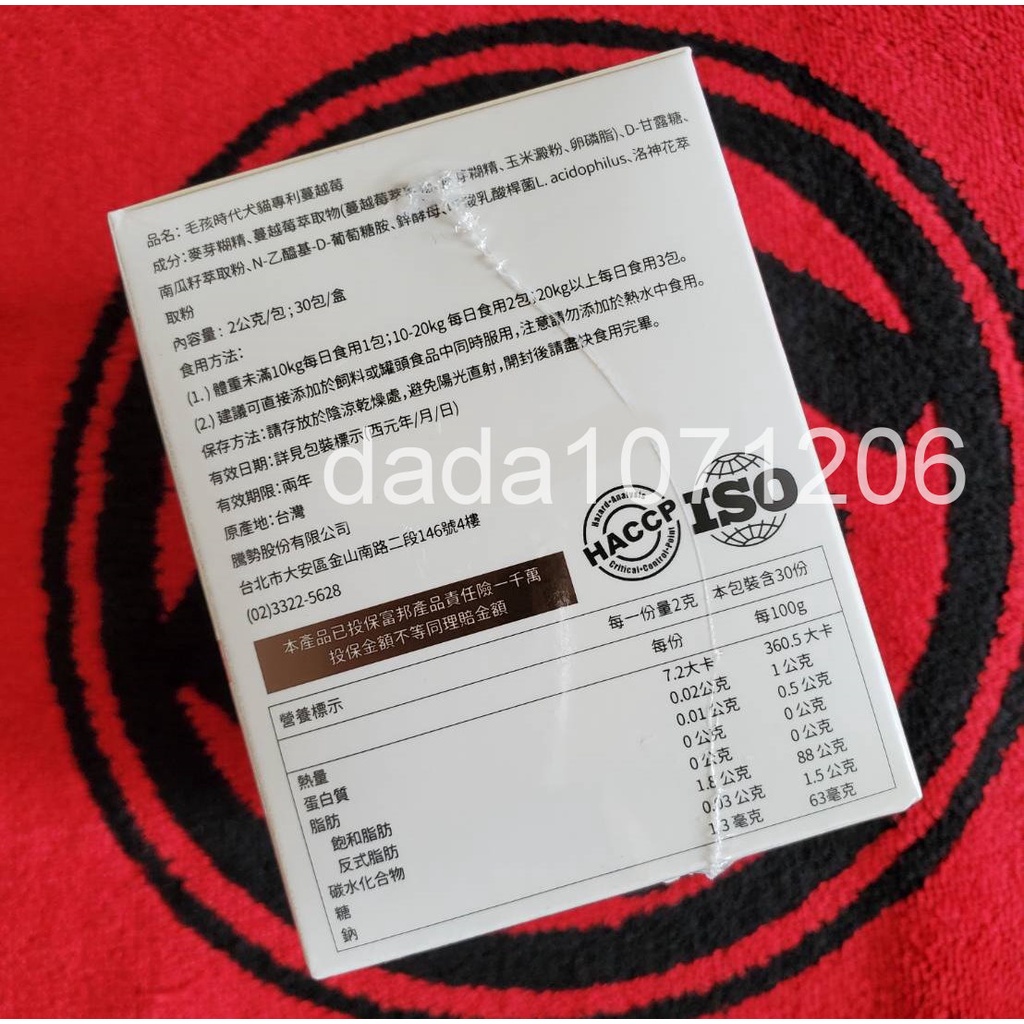 品名: 毛孩時代犬貓專利蔓越莓
成分: 麥芽糊精、蔓越莓萃取物(蔓越莓萃 芽糊精、玉米澱粉、卵磷脂)、D-甘露糖、
南瓜籽萃取粉、N-乙醯基-D-葡萄糖胺、鋅酵母、 酸乳酸桿菌L. acidophilus、洛神花萃
取粉
內容量: 2公克/包 ; 30包/盒
食用方法:
(1.) 體重未滿10kg每日食用1包;10-20kg 每日食用2包;20kg以上每日食用3包。
(2.) 建議可直接添加於飼料或罐頭食品中同時服用, 注意請勿添加於熱水中食用。
保存方法: 請存放於陰涼乾燥處, 避免陽光直射, 開封後請盡快食用完畢。
有效日期: 詳見包裝標示(西元年/月/日)
有效期限: 兩年
原產地: 台灣
騰勢股份有限公司
台北市大安區金山南路二段146號4樓
(02)3322-5628
dada1071206
Hazard-Analysis
HACCP
Critical-Control-Point
ISO
本產品已投保富邦產品責任險一千萬
投保金額不等同理賠金額
營養標示
每一份量2克 本包裝含30份
每份 每100g
熱量 7.2大卡 360.5 大卡
蛋白質 0.02公克 1 公克
脂肪 0.01 公克 0.5 公克
飽和脂肪 0 公克 0 公克
反式脂肪 0 公克 0 公克
碳水化合物 1.8 公克 88 公克
糖 0.03 公克 1.5 公克
鈉 1.3 毫克 63毫克